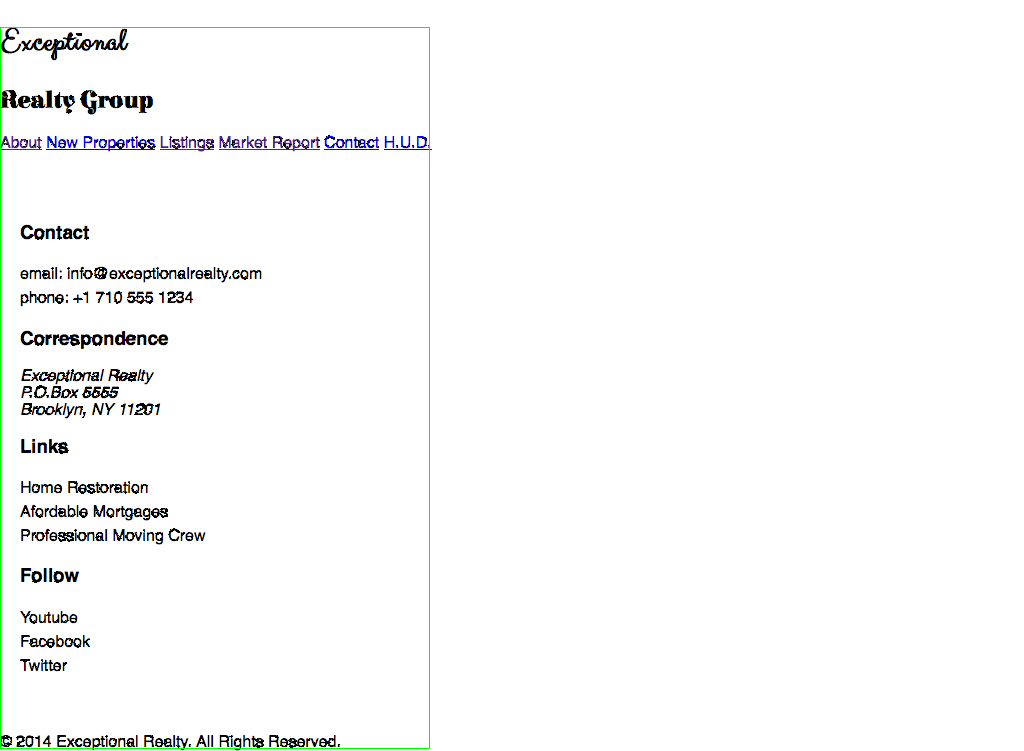 Exceptional
Realty Group
About New Properties Listings Market Report Contact H.U.D.
Contact
email: info@exceptionalrealty.com
phone: +1 710 555 1234
Correspondence
Exceptional Realty
P.O.Box 5555
Brooklyn, NY 11201
Links
Home Restoration
Afordable Mortgages
Professional Moving Crew
Follow
Youtube
Facebook
Twitter
© 2014 Exceptional Realty. All Rights Reserved.